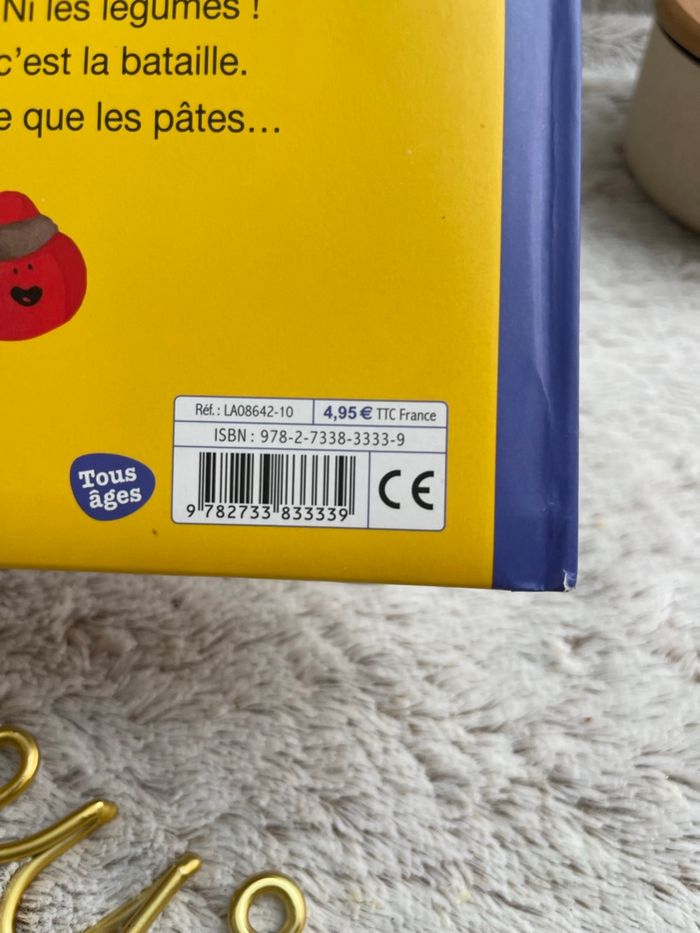 Ni les légumes !
c'est la bataille.
que les pâtes...
Réf.: LA08642-10
4,95 € TTC France
ISBN : 978-2-7338-3333-9
Tous
âges
CE
9 782733 833339